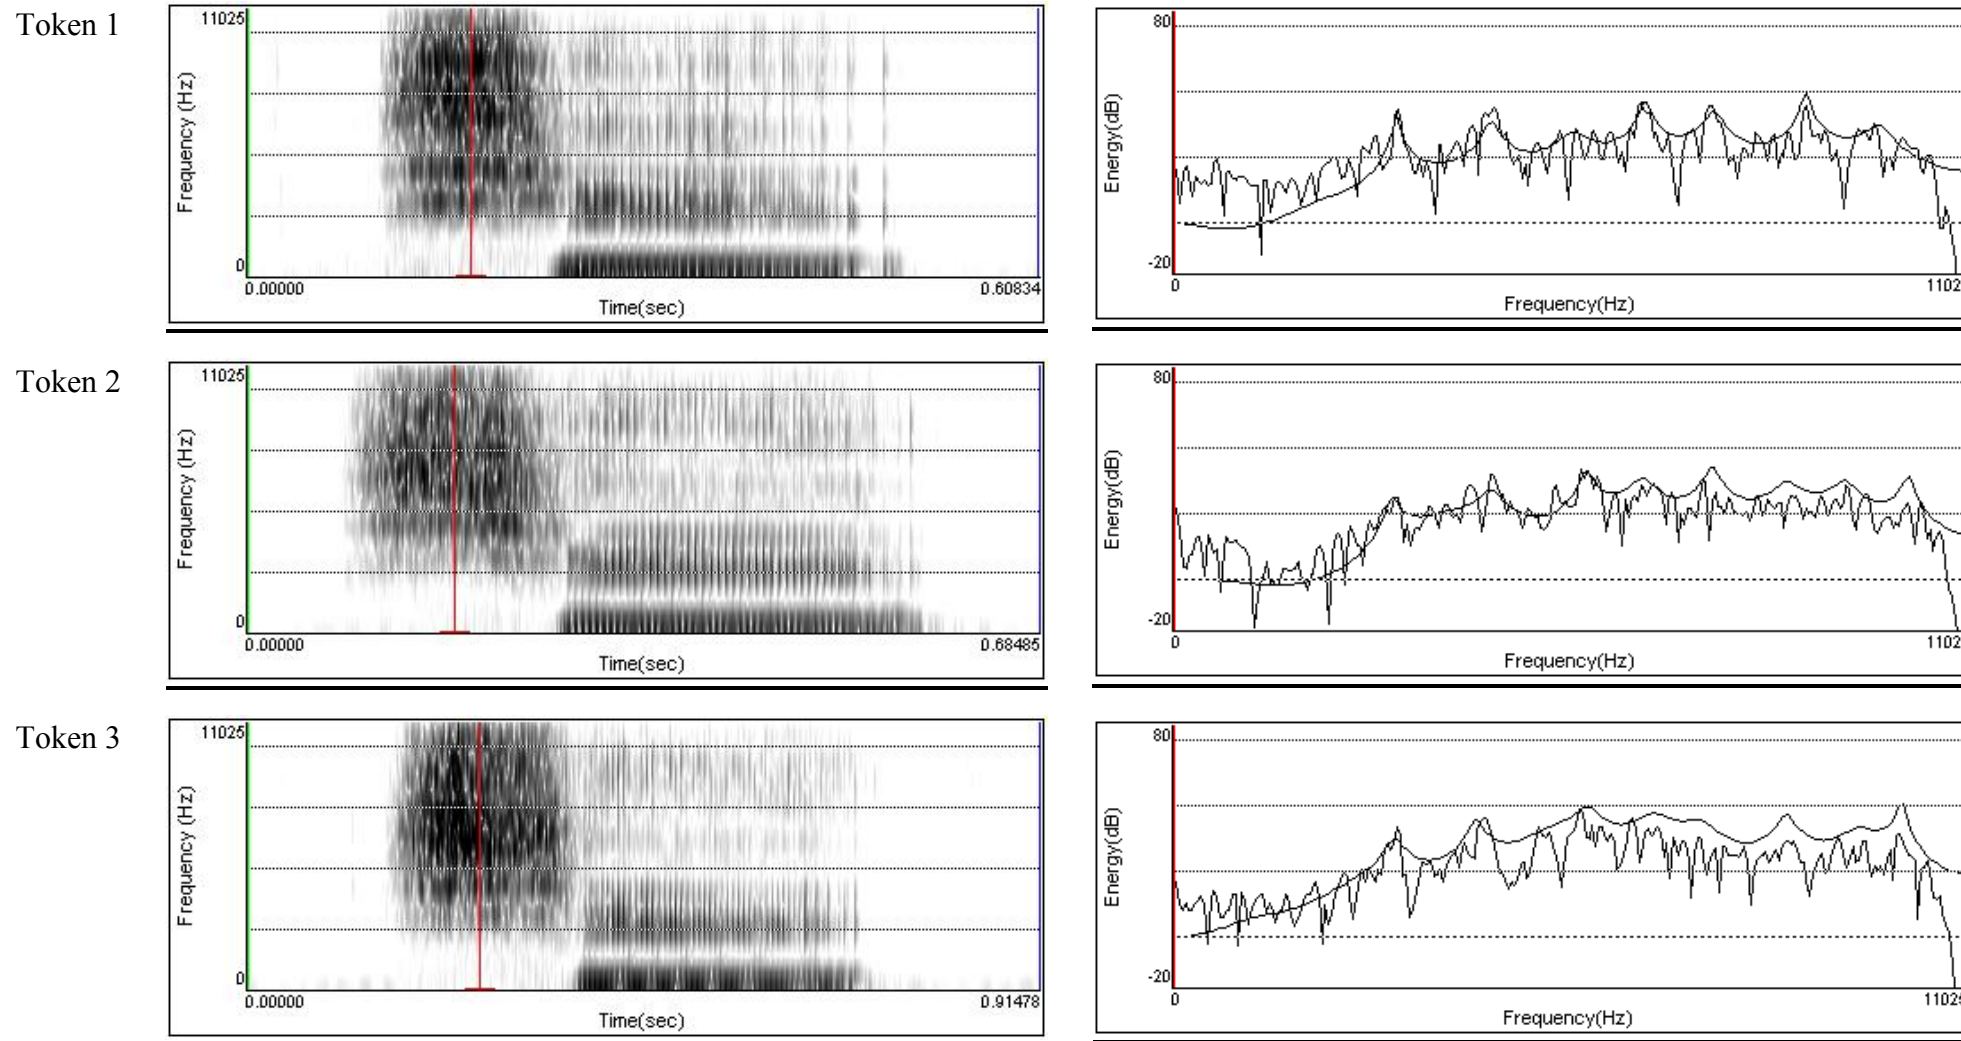 Token 1
11025
Frequency (Hz)
0
0.00000
0.60834
Time(sec)
80
Energy(dB)
-20
0
1102
Frequency(Hz)
Token 2
11025
Frequency (Hz)
0
0.00000
0.68485
Time(sec)
80
Energy(dB)
-20
0
1102
Frequency(Hz)
Token 3
11025
Frequency (Hz)
0
0.00000
0.91478
Time(sec)
80
Energy(dB)
-20
0
11025
Frequency(Hz)